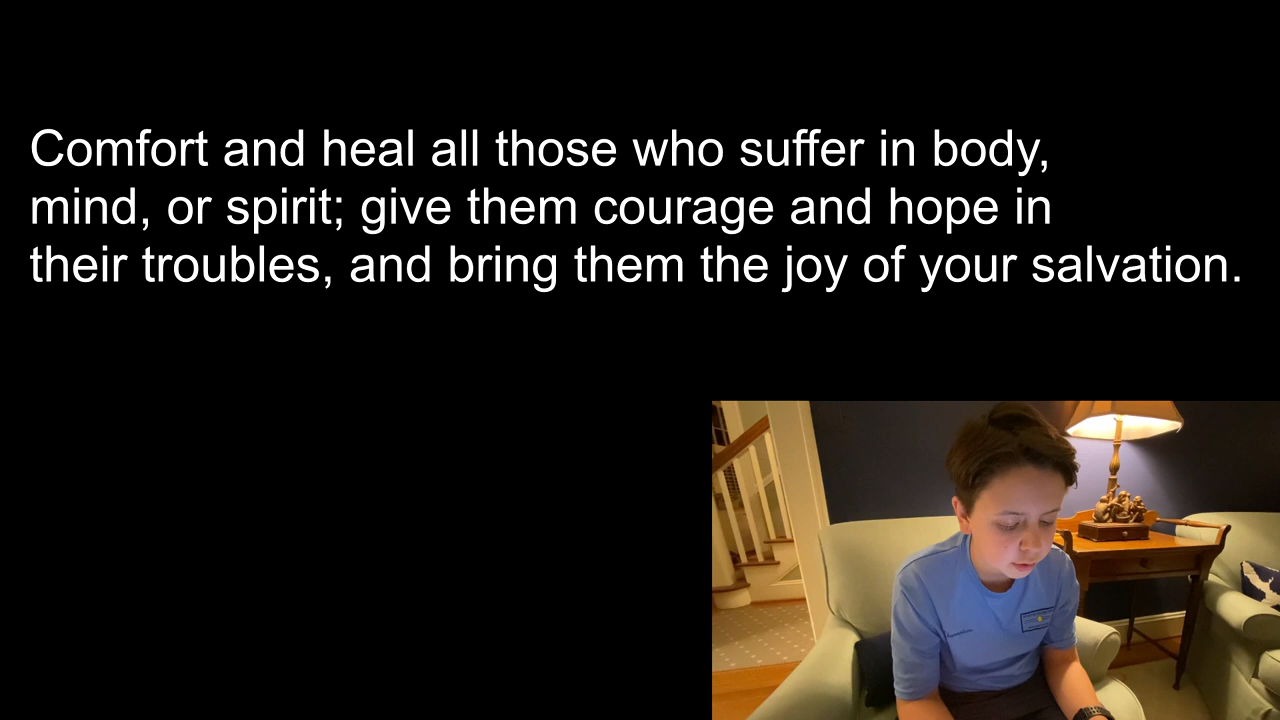 Comfort and heal all those who suffer in body,
mind, or spirit; give them courage and hope in
their troubles, and bring them the joy of your salvation.